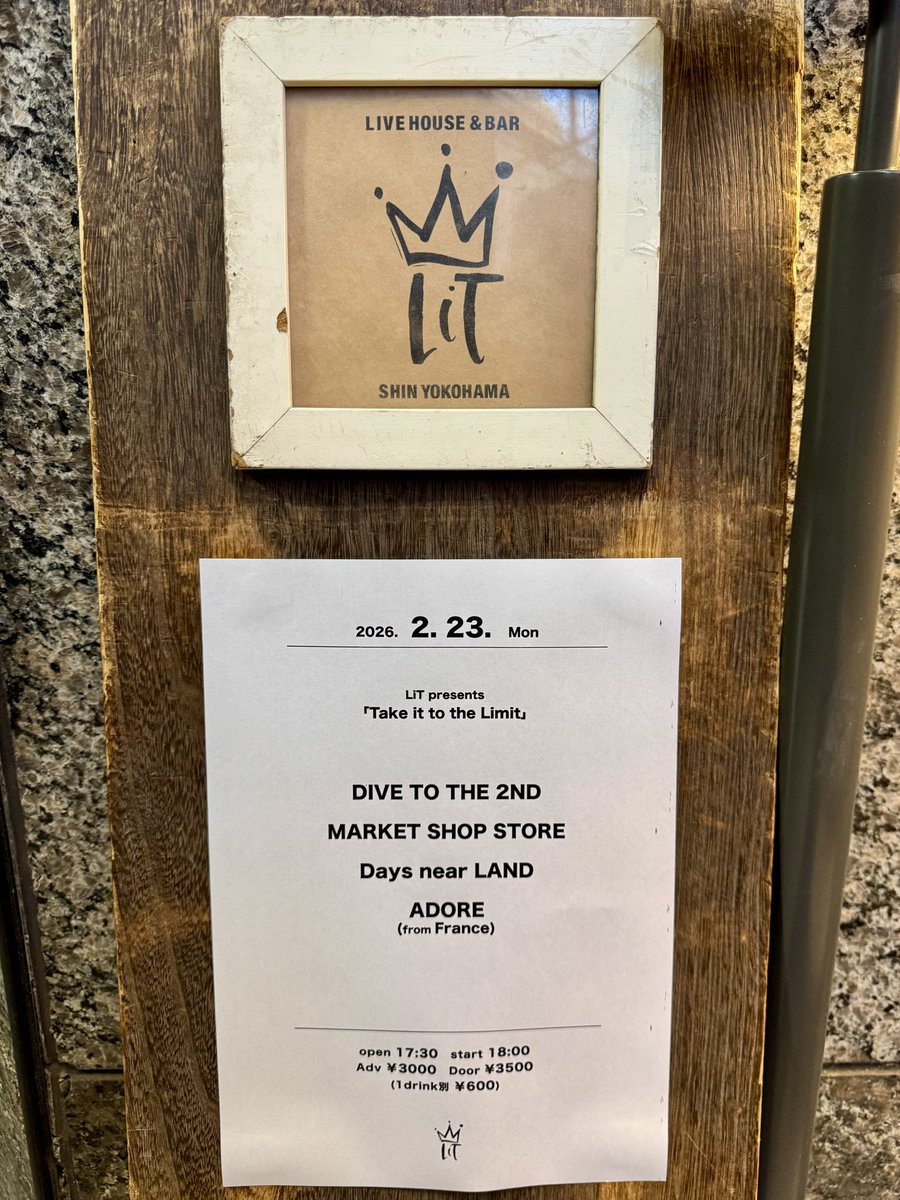 LIVE HOUSE & BAR
LiT
SHIN YOKOHAMA
2026. 2. 23. Mon
LiT presents
「Take it to the Limit」
DIVE TO THE 2ND
MARKET SHOP STORE
Days near LAND
ADORE
(from France)
open 17:30 start 18:00
Adv ¥3000 Door ¥3500
(1drink別 ¥600)
LiT